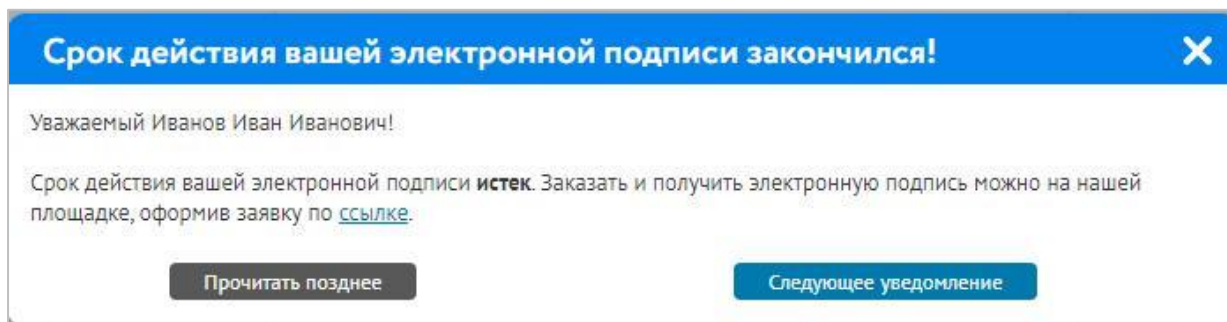 Срок действия вашей электронной подписи закончился!
Уважаемый Иванов Иван Иванович!
Срок действия вашей электронной подписи истек. Заказать и получить электронную подпись можно на нашей
площадке, оформив заявку по ссылке.
Прочитать позднее
Следующее уведомление